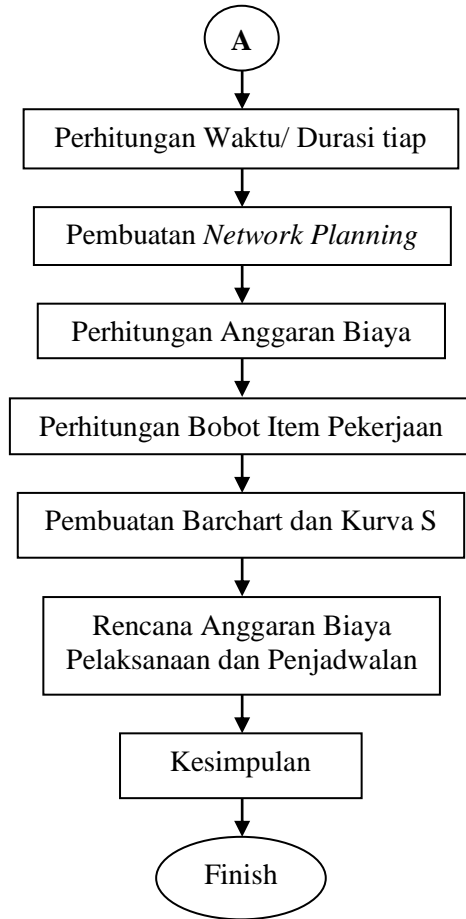 A
Perhitungan Waktu/ Durasi tiap
Pembuatan Network Planning
Perhitungan Anggaran Biaya
Perhitungan Bobot Item Pekerjaan
Pembuatan Barchart dan Kurva S
Rencana Anggaran Biaya
Pelaksanaan dan Penjadwalan
Kesimpulan
Finish